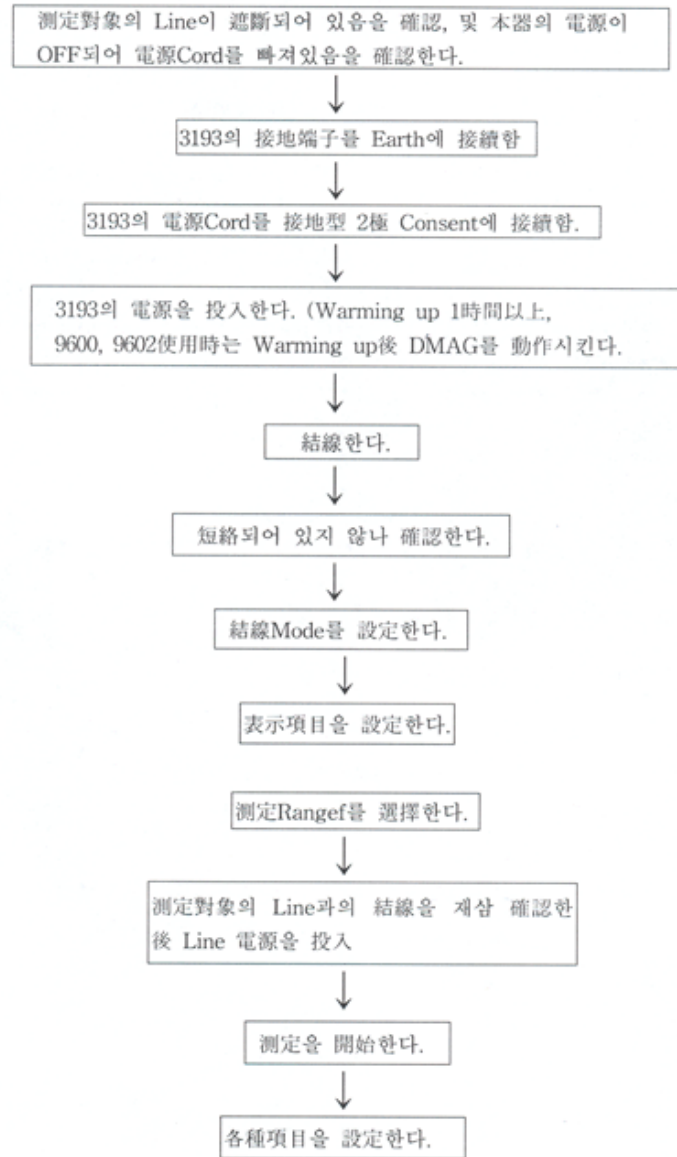 測定對象의 Line이 遮斷되어 있음을 確認, 및 本器의 電源이
OFF되어 電源Cord를 빠져있음을 確認한다.
3193의 接地端子를 Earth에 接續함
3193의 電源Cord를 接地型 2極 Consent에 接續함.
3193의 電源을 投入한다. (Warming up 1時間以上,
9600, 9602使用時는 Warming up後 DMAG를 動作시킨다.
結線한다.
短絡되어 있지 않나 確認한다.
結線Mode를 設定한다.
表示項目을 設定한다.
測定Rangef를 選擇한다.
測定對象의 Line과의 結線을 재삼 確認한
後 Line 電源을 投入
測定을 開始한다.
各種項目을 設定한다.